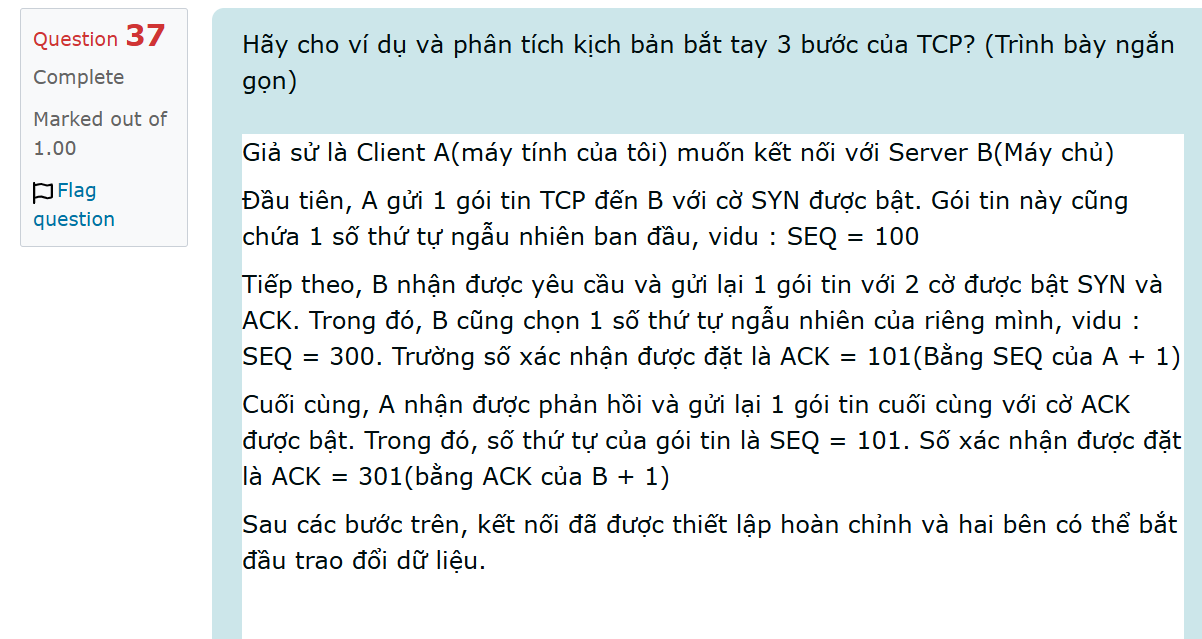 Question 37
Complete
Marked out of
1.00
Flag
question
Hãy cho ví dụ và phân tích kịch bản bắt tay 3 bước của TCP? (Trình bày ngắn
gọn)
Giả sử là Client A(máy tính của tôi) muốn kết nối với Server B(Máy chủ)
Đầu tiên, A gửi 1 gói tin TCP đến B với cờ SYN được bật. Gói tin này cũng
chứa 1 số thứ tự ngẫu nhiên ban đầu, vidu : SEQ = 100
Tiếp theo, B nhận được yêu cầu và gửi lại 1 gói tin với 2 cờ được bật SYN và
ACK. Trong đó, B cũng chọn 1 số thứ tự ngẫu nhiên của riêng mình, vidu :
SEQ = 300. Trường số xác nhận được đặt là ACK = 101(Bằng SEQ của A + 1)
Cuối cùng, A nhận được phản hồi và gửi lại 1 gói tin cuối cùng với cờ ACK
được bật. Trong đó, số thứ tự của gói tin là SEQ = 101. Số xác nhận được đặt
là ACK = 301(bằng ACK của B + 1)
Sau các bước trên, kết nối đã được thiết lập hoàn chỉnh và hai bên có thể bắt
đầu trao đổi dữ liệu.